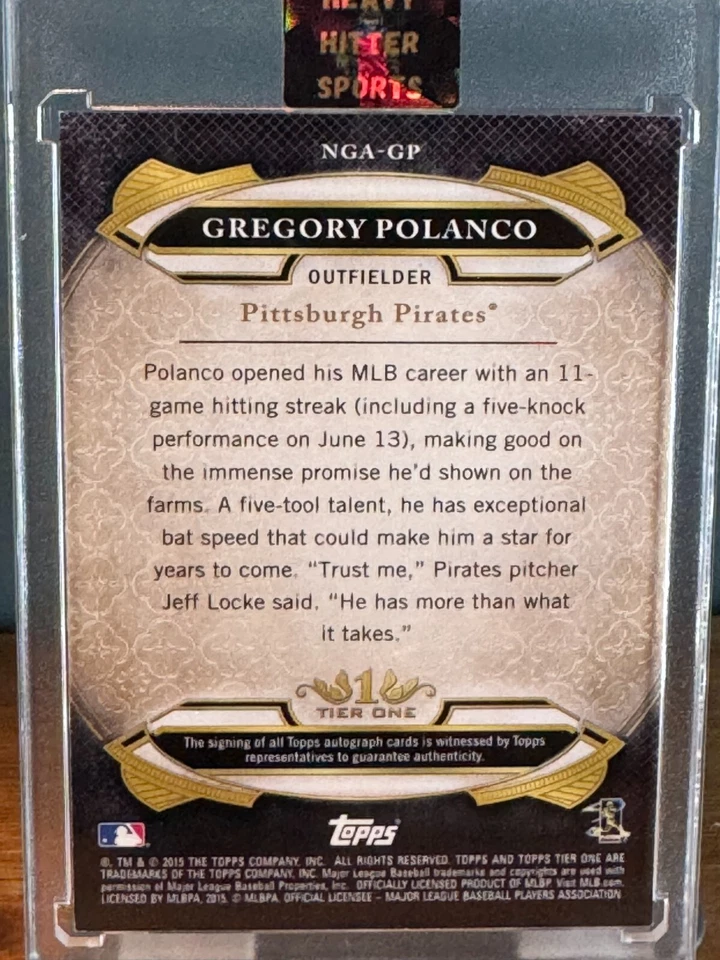 HEAVY
HITTER
SPORTS
NGA-GP
GREGORY POLANCO
OUTFIELDER
Pittsburgh Pirates®
Polanco opened his MLB career with an 11-
game hitting streak (including a five-knock
performance on June 13), making good on
the immense promise he'd shown on the
farms. A five-tool talent, he has exceptional
bat speed that could make him a star for
years to come. “Trust me,” Pirates pitcher
Jeff Locke said. “He has more than what
it takes.”
1
TIER ONE
The signing of all Topps autograph cards is witnessed by Topps
representatives to guarantee authenticity.
topps
®, TM & © 2015 THE TOPPS COMPANY, INC. ALL RIGHTS RESERVED. TOPPS AND TOPPS TIER ONE ARE
TRADEMARKS OF THE TOPPS COMPANY, INC. Major League Baseball trademarks and copyrights are used with
permission of Major League Baseball Properties, Inc. OFFICIALLY LICENSED PRODUCT OF MLBP. Visit MLB.com.
LICENSED BY MLBPA, 2015. © MLBPA, OFFICIAL LICENSEE – MAJOR LEAGUE BASEBALL PLAYERS ASSOCIATION